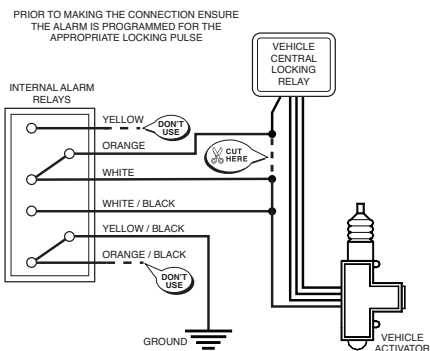 PRIOR TO MAKING THE CONNECTION ENSURE
THE ALARM IS PROGRAMMED FOR THE
APPROPRIATE LOCKING PULSE
VEHICLE
CENTRAL
LOCKING
RELAY
INTERNAL ALARM
RELAYS
YELLOW
DON'T
USE
ORANGE
CUT
HERE
WHITE
WHITE / BLACK
YELLOW / BLACK
ORANGE / BLACK
DON'T
USE
GROUND
VEHICLE
ACTIVATOR